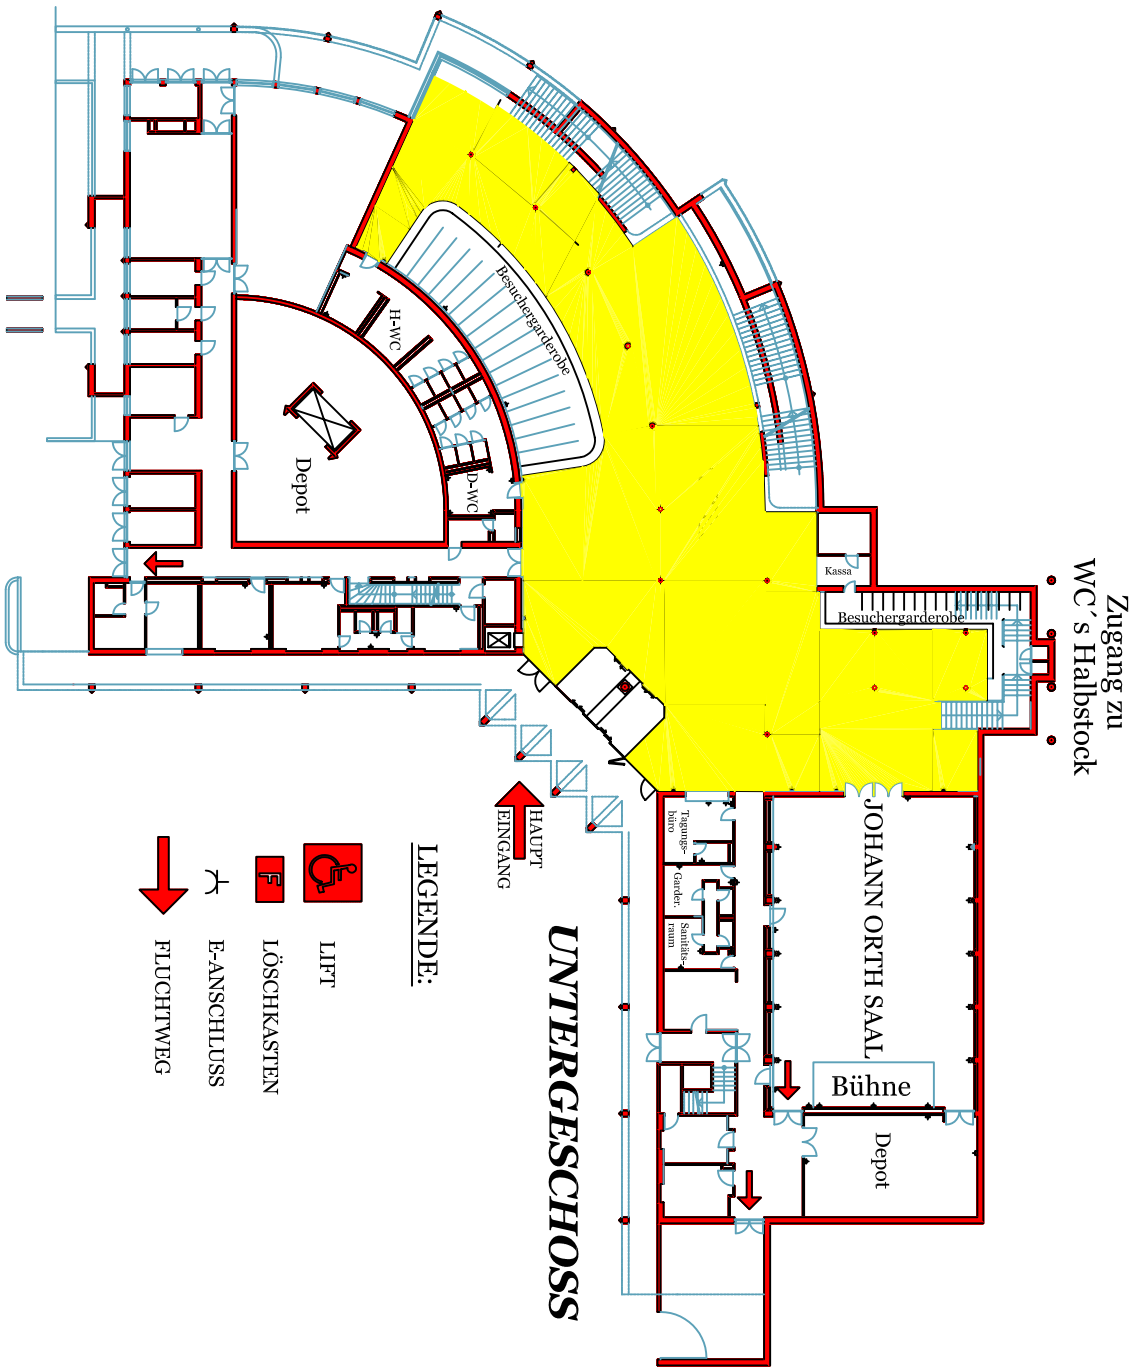 Besuchergarderobe
H-WC
D-WC
Depot
Kassa
Besuchergarderobe
Zugang zu
WC´s Halbstock
HAUPT
EINGANG
Tagungs-
büro
Garder.
Sanitäts-
raum
JOHANN ORTH SAAL
Bühne
Depot
UNTERGESCHOSS
LEGENDE:
LIFT
F
LÖSCHKASTEN
E-ANSCHLUSS
FLUCHTWEG